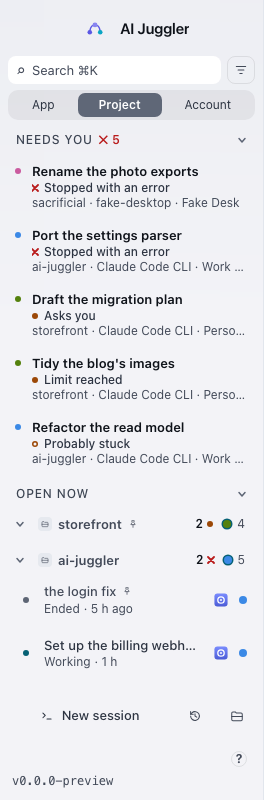 AI Juggler
Search ⌘K
App Project Account
NEEDS YOU 5
Rename the photo exports
Stopped with an error
sacrificial · fake-desktop · Fake Desk
Port the settings parser
Stopped with an error
ai-juggler · Claude Code CLI · Work ...
Draft the migration plan
Asks you
storefront · Claude Code CLI · Perso...
Tidy the blog's images
Limit reached
storefront · Claude Code CLI · Perso...
Refactor the read model
Probably stuck
ai-juggler · Claude Code CLI · Work ...
OPEN NOW
storefront 2 4
ai-juggler 2 5
the login fix
Ended · 5 h ago
Set up the billing webh...
Working · 1 h
New session
?
v0.0.0-preview